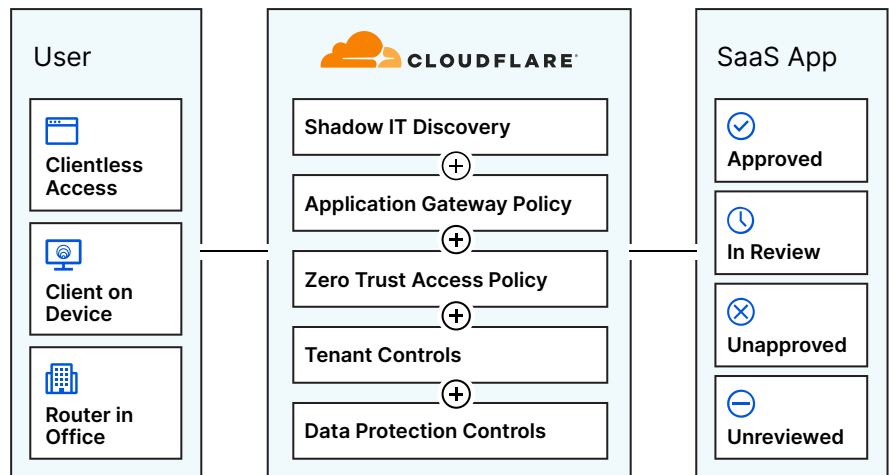 User
Clientless
Access
Client on
Device
Router in
Office
CLOUDFLARE
Shadow IT Discovery
Application Gateway Policy
Zero Trust Access Policy
Tenant Controls
Data Protection Controls
SaaS App
Approved
In Review
Unapproved
Unreviewed